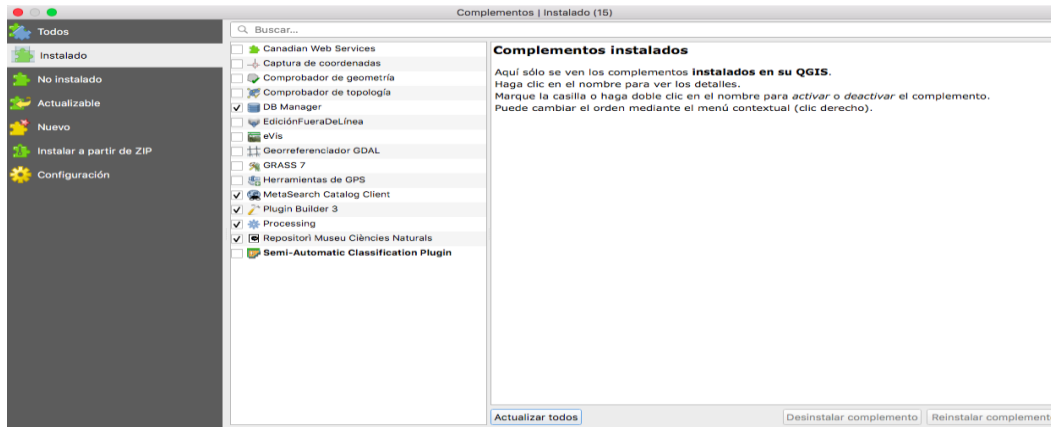 Complementos | Instalado (15)
Todos
Instalado
No instalado
Actualizable
Nuevo
Instalar a partir de ZIP
Configuración
Buscar...
Canadian Web Services
Captura de coordenadas
Comprobador de geometría
Comprobador de topología
DB Manager
EdiciónFueraDeLínea
eVis
Georreferenciador GDAL
GRASS 7
Herramientas de GPS
MetaSearch Catalog Client
Plugin Builder 3
Processing
Repositori Museu Ciències Naturals
Semi-Automatic Classification Plugin
Complementos instalados
Aquí sólo se ven los complementos instalados en su QGIS.
Haga clic en el nombre para ver los detalles.
Marque la casilla o haga doble clic en el nombre para activar o deactivar el complemento.
Puede cambiar el orden mediante el menú contextual (clic derecho).
Actualizar todos
Desinstalar complemento
Reinstalar complement